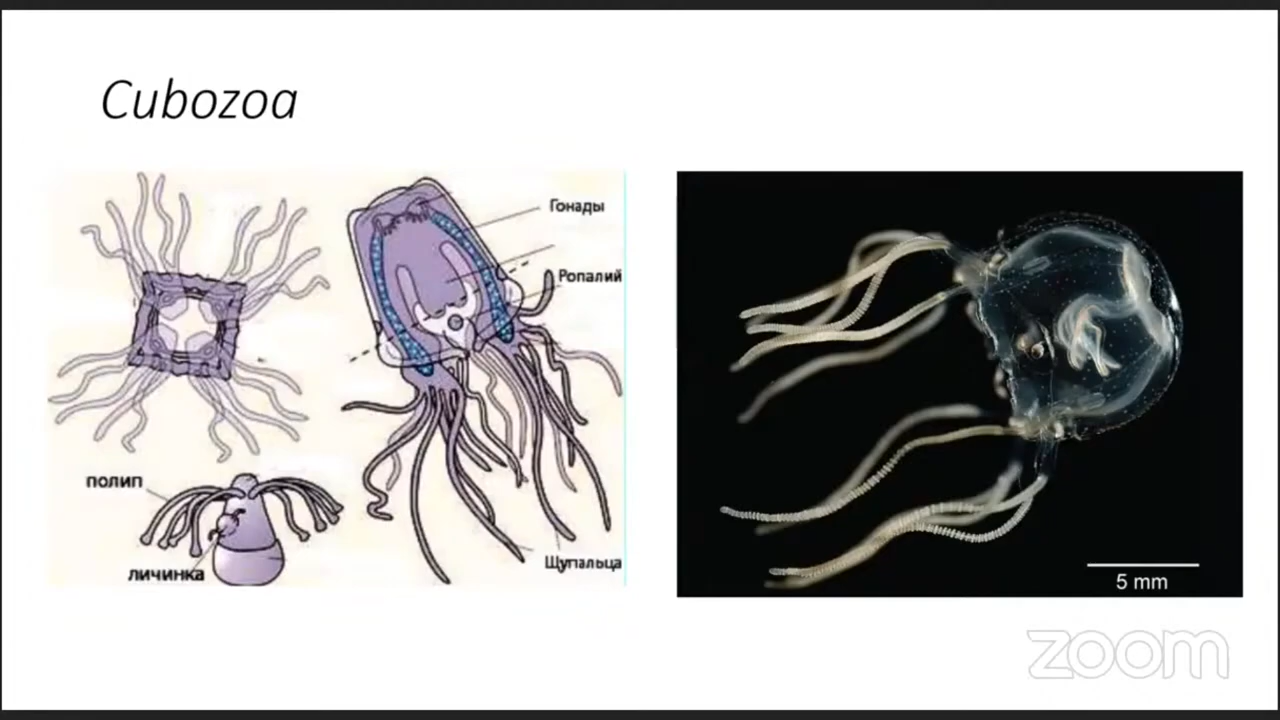 Cubozoa
Гонады
Ропалий
полип
личинка
Щупальца
5 mm
zoom